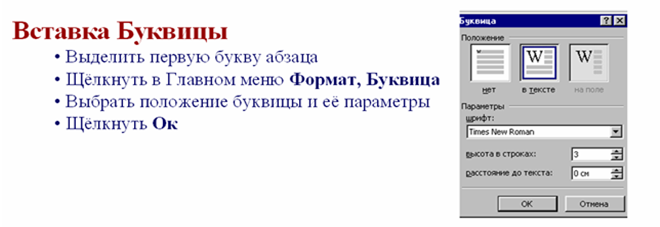 Вставка Буквицы
• Выделить первую букву абзаца
• Щёлкнуть в Главном меню Формат, Буквица
• Выбрать положение буквицы и её параметры
• Щёлкнуть Ок
Буквица
Положение
W W
нет в тексте на поле
Параметры
шрифт:
Times New Roman
высота в строках: 3
расстояние до текста: 0 см
ОК Отмена